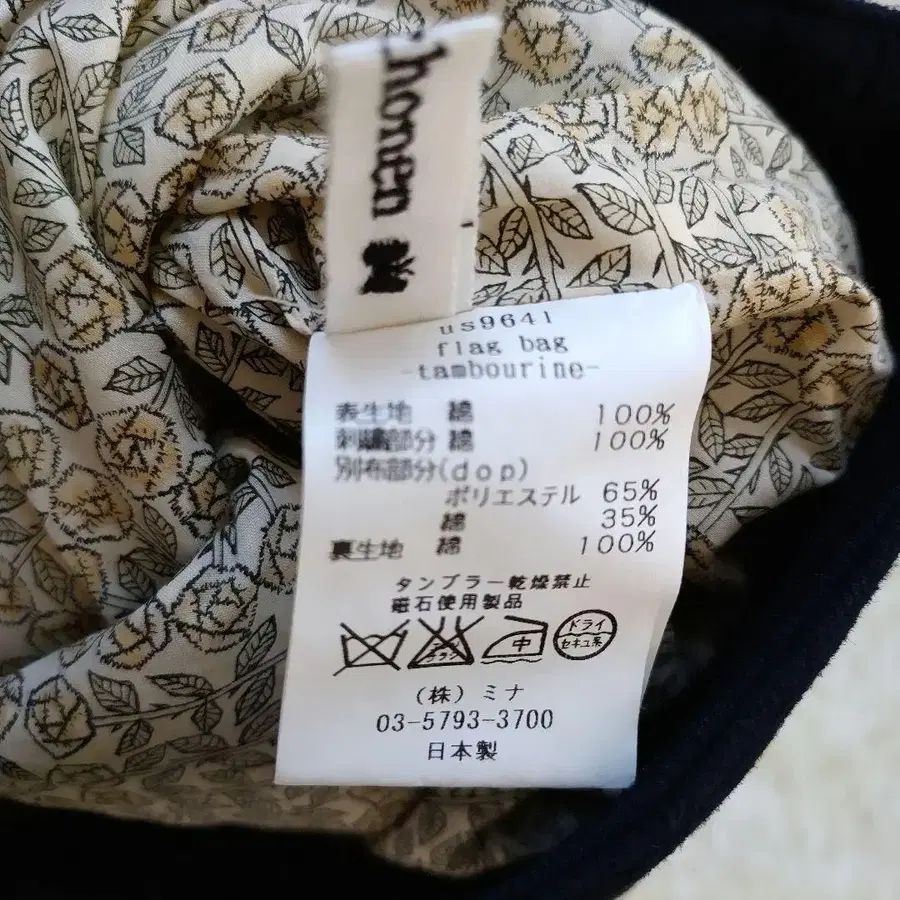 honen
us9641
flag bag
-tambourine-
表生地 綿 100%
刺繍部分 綿 100%
別布部分(dop)
ポリエステル 65%
綿 35%
裏生地 綿 100%
タンブラー乾燥禁止
磁石使用製品
中
ドライ
セキユ系
(株)ミナ
03-5793-3700
日本製